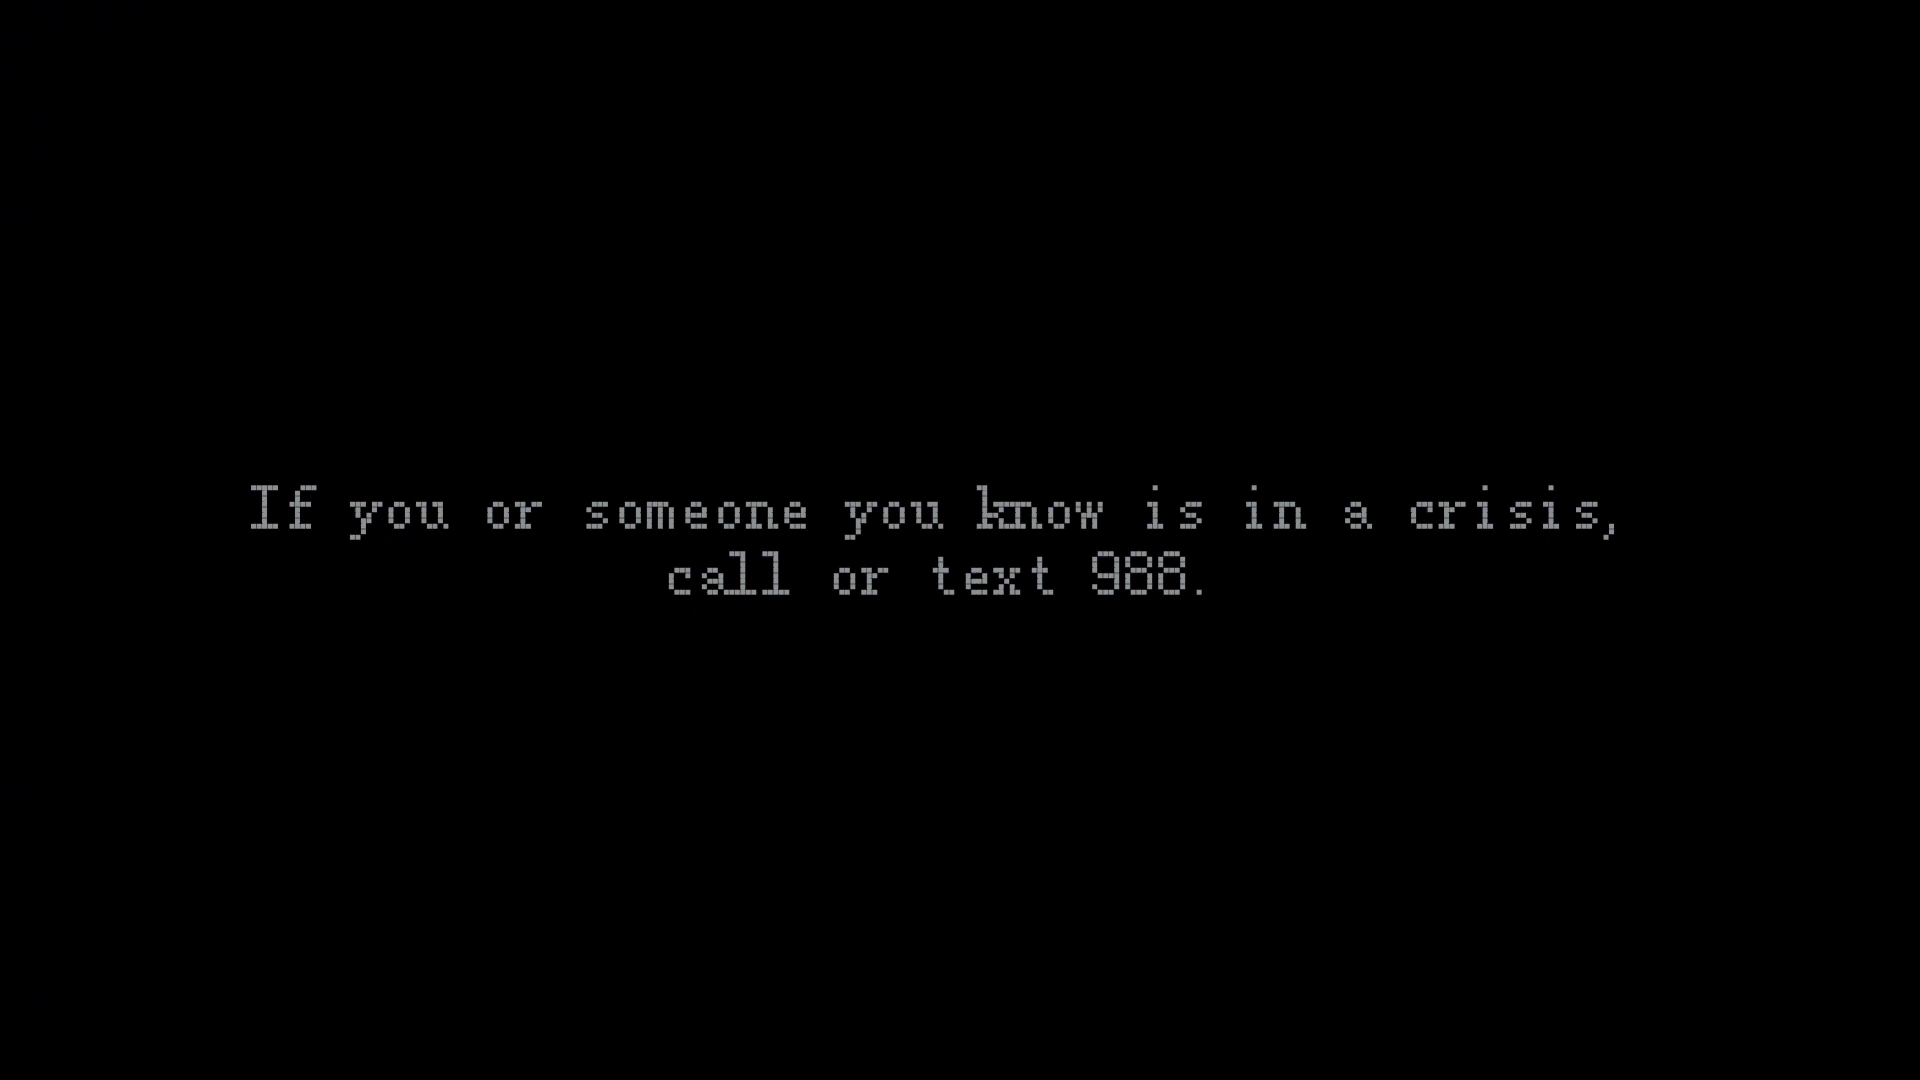 If you or someone you know is in a crisis,
call or text 988.